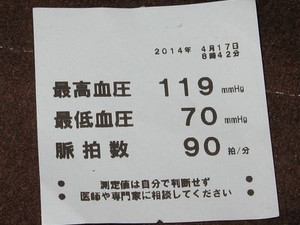 2014年 4月17日
8時42分
最高血圧 119 mmHg
最低血圧 70 mmHg
脈拍数 90 拍/分
● 測定値は自分で判断せず ●
● 医師や専門家に相談してください ●